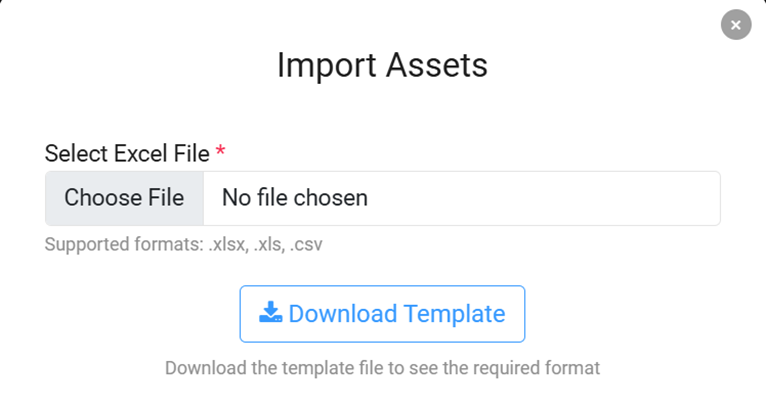 Import Assets
Select Excel File *
Choose File No file chosen
Supported formats: .xlsx, .xls, .csv
Download Template
Download the template file to see the required format